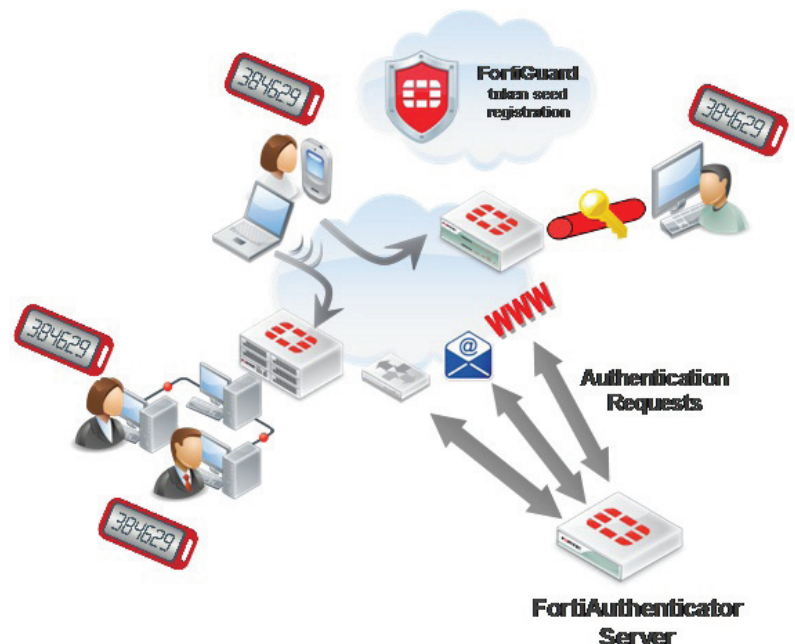 384629
FortiGuard
token seed
registration
384629
384629
WWW
@
Authentication
Requests
384629
FortiAuthenticator
Server